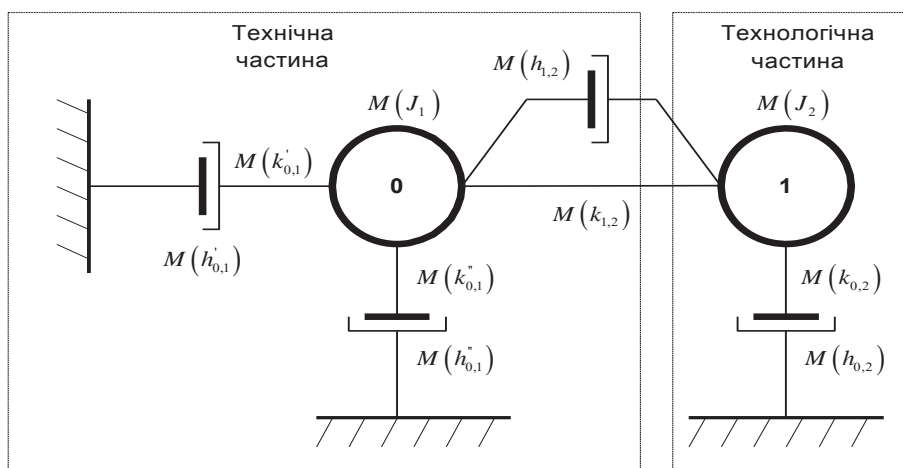 Технічна
частина
Технологічна
частина
M(h₁,₂)
M(J₁)
M(J₂)
M(k'₀,₁)
0
1
M(k₁,₂)
M(h'₀,₁)
M(k"₀,₁)
M(k₀,₂)
M(h"₀,₁)
M(h₀,₂)